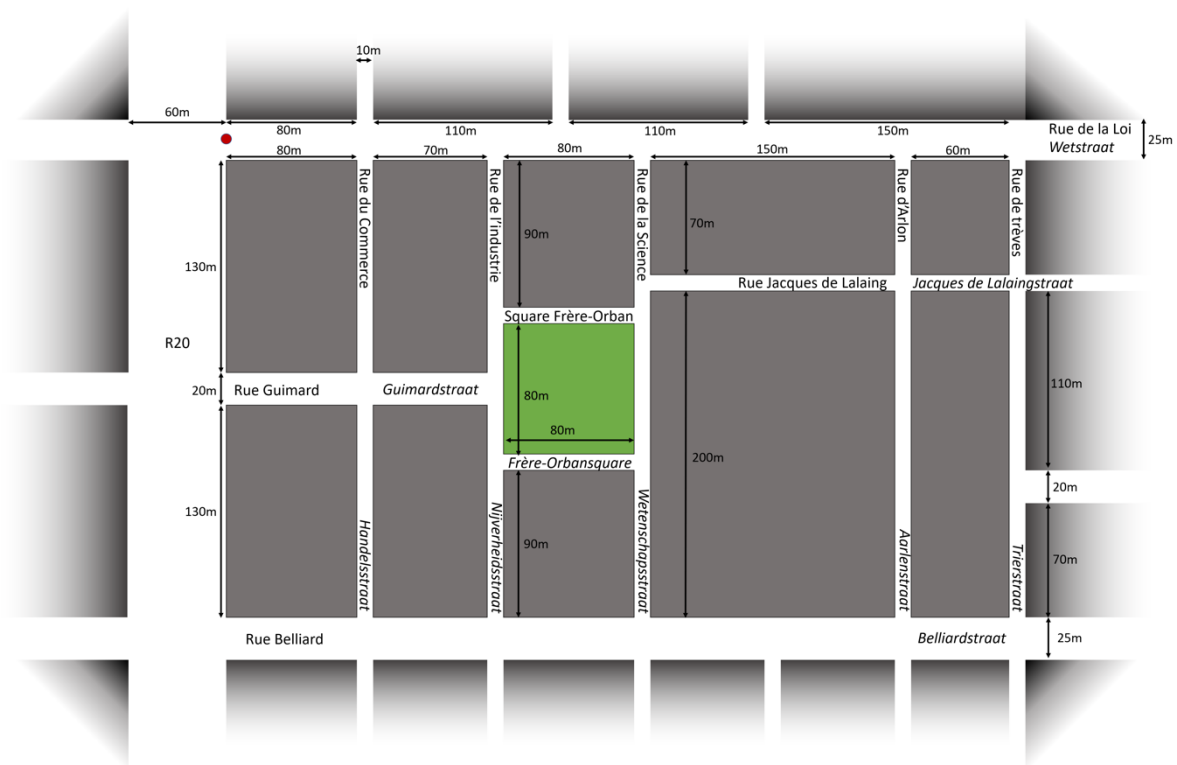 10m
60m
80m
110m
110m
150m
Rue de la Loi
Wetstraat
25m
80m
70m
80m
150m
60m
Rue du Commerce
Rue de l'industrie
Rue de la Science
Rue d'Arlon
Rue de trèves
90m
70m
130m
Rue Jacques de Lalaing
Jacques de Lalaingstraat
Square Frère-Orban
R20
20m
Rue Guimard
Guimardstraat
80m
110m
80m
Frère-Orbansquare
200m
20m
130m
Handelsstraat
Nijverheidsstraat
90m
Wetenschapsstraat
Aarlenstraat
Trierstraat
70m
Rue Belliard
Belliardstraat
25m